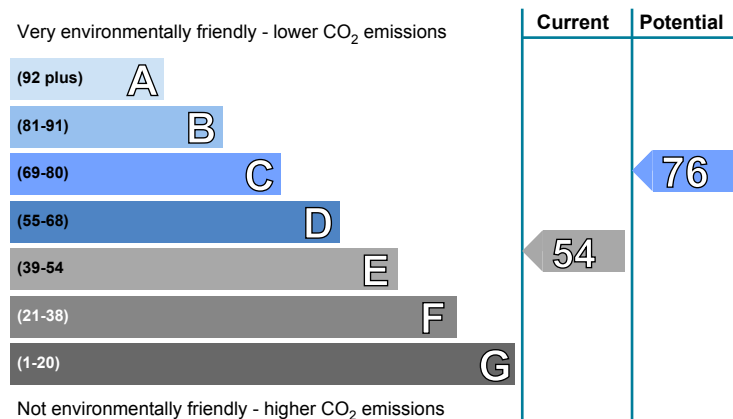 Very environmentally friendly - lower CO₂ emissions
Current
Potential
(92 plus) A
(81-91) B
(69-80) C
76
(55-68) D
54
(39-54 E
(21-38) F
(1-20) G
Not environmentally friendly - higher CO₂ emissions